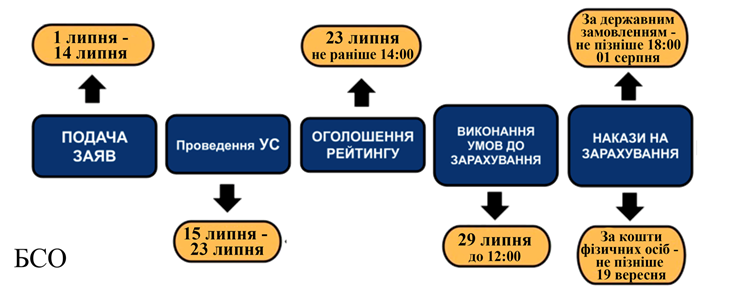 1 липня -
14 липня
23 липня
не раніше 14:00
За державним
замовленням -
не пізніше 18:00
01 серпня
ПОДАЧА
ЗАЯВ
Проведення УС
ОГОЛОШЕННЯ
РЕЙТИНГУ
ВИКОНАННЯ
УМОВ ДО
ЗАРАХУВАННЯ
НАКАЗИ НА
ЗАРАХУВАННЯ
15 липня -
23 липня
29 липня
до 12:00
За кошти
фізичних осіб -
не пізніше
19 вересня
БСО